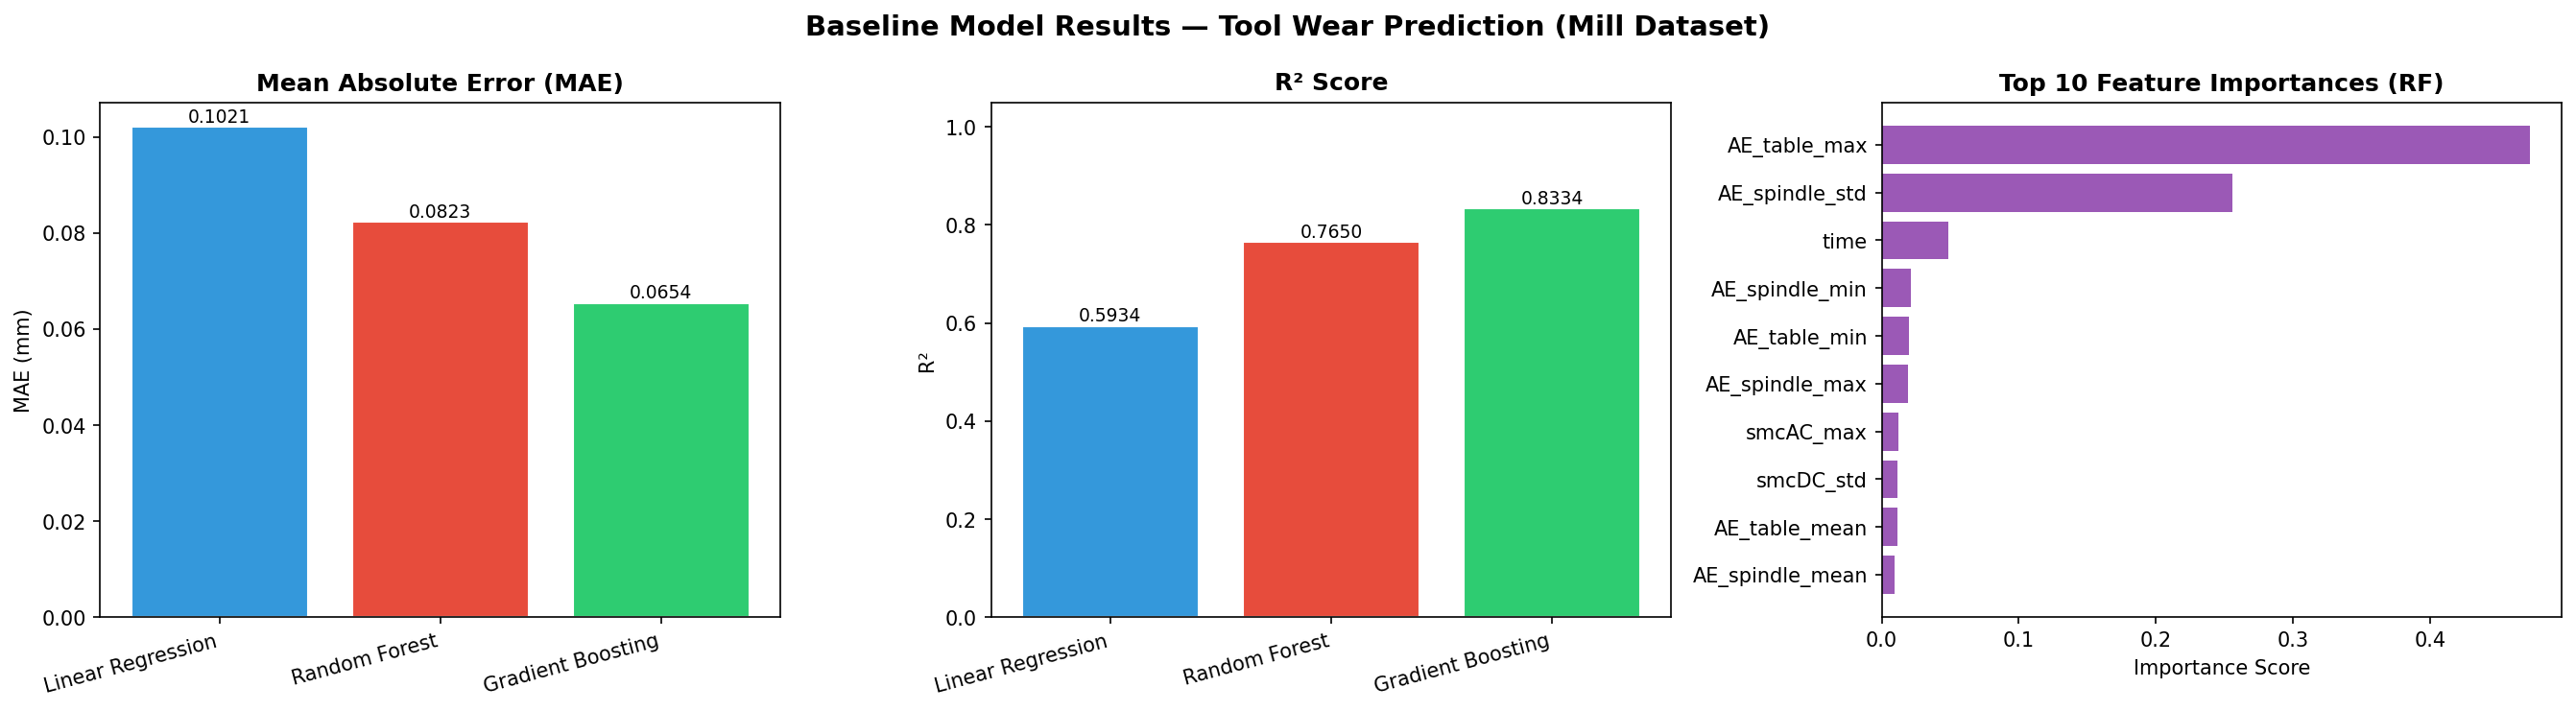 Baseline Model Results — Tool Wear Prediction (Mill Dataset)
Mean Absolute Error (MAE)
MAE (mm)
0.10
0.08
0.06
0.04
0.02
0.00
0.1021
0.0823
0.0654
Linear Regression
Random Forest
Gradient Boosting
R² Score
R²
1.0
0.8
0.6
0.4
0.2
0.0
0.5934
0.7650
0.8334
Linear Regression
Random Forest
Gradient Boosting
Top 10 Feature Importances (RF)
AE_table_max
AE_spindle_std
time
AE_spindle_min
AE_table_min
AE_spindle_max
smcAC_max
smcDC_std
AE_table_mean
AE_spindle_mean
0.0 0.1 0.2 0.3 0.4
Importance Score